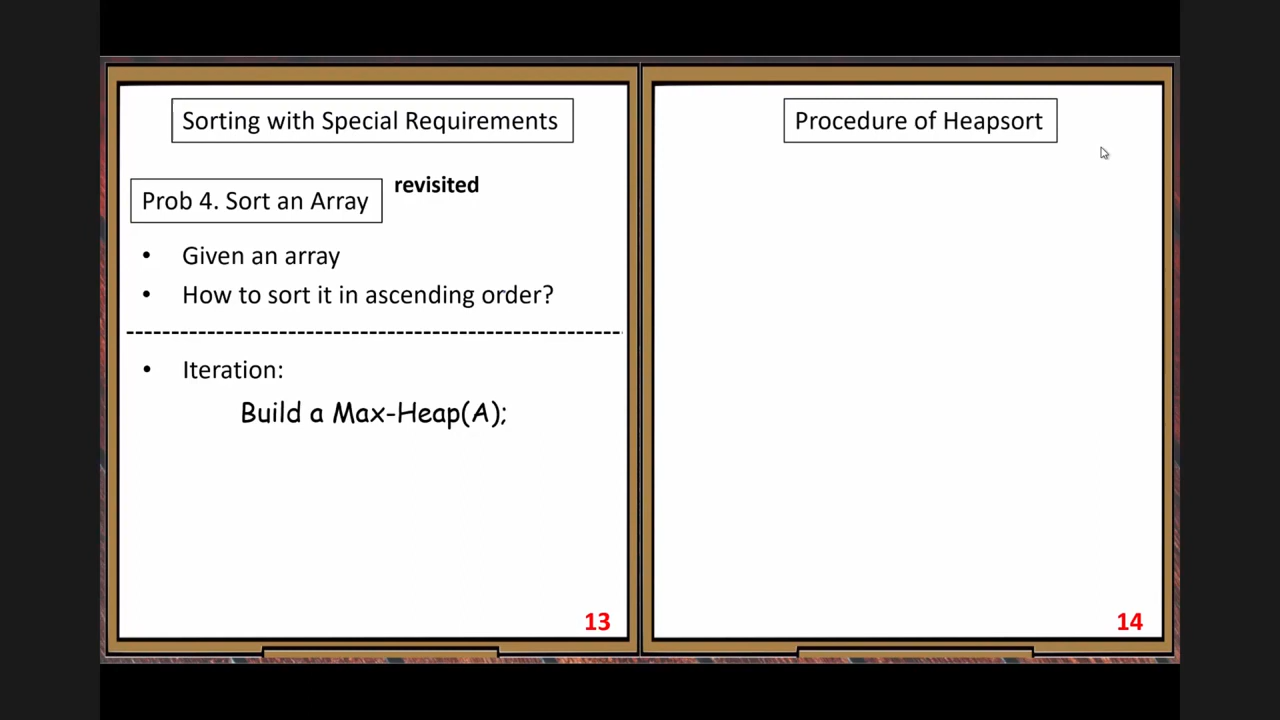 Sorting with Special Requirements
Prob 4. Sort an Array
revisited
• Given an array
• How to sort it in ascending order?
• Iteration:
Build a Max-Heap(A);
13
Procedure of Heapsort
14